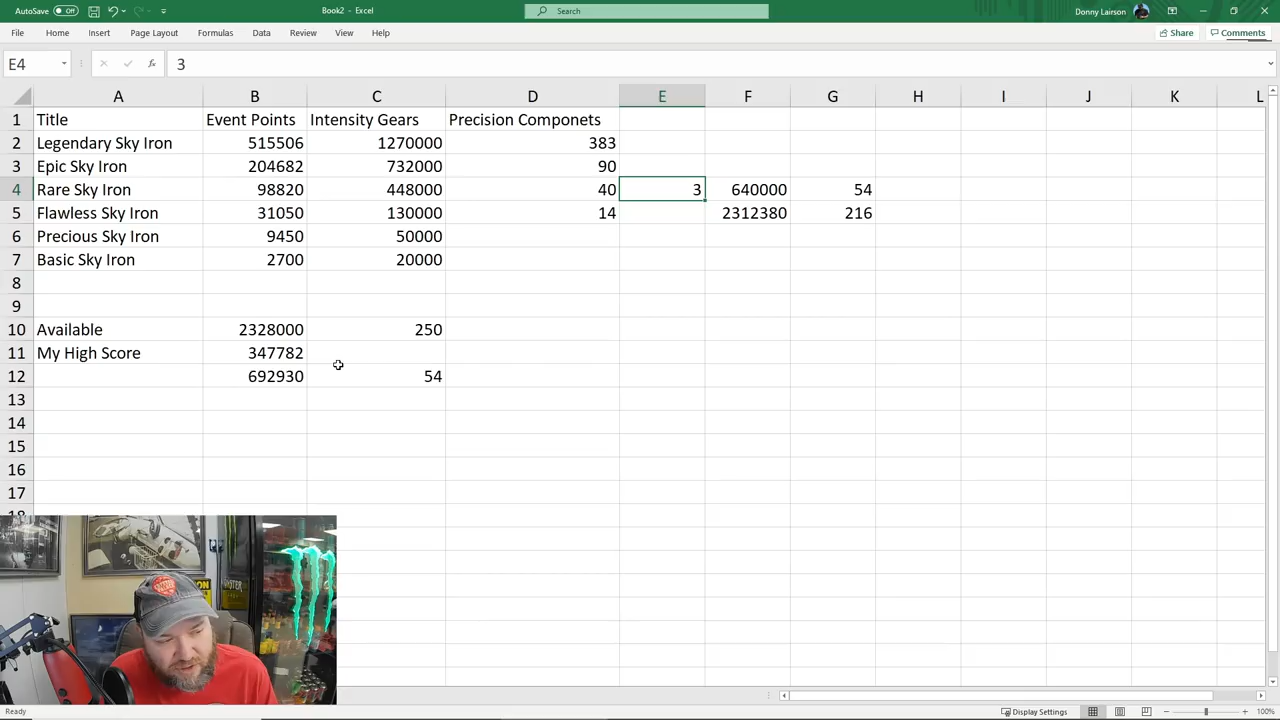 AutoSave Off Book2 - Excel Search Donny Lairson
File Home Insert Page Layout Formulas Data Review View Help Share Comments
E4 fx 3
A B C D E F G H I J K L
1 Title Event Points Intensity Gears Precision Componets
2 Legendary Sky Iron 515506 1270000 383
3 Epic Sky Iron 204682 732000 90
4 Rare Sky Iron 98820 448000 40 3 640000 54
5 Flawless Sky Iron 31050 130000 14 2312380 216
6 Precious Sky Iron 9450 50000
7 Basic Sky Iron 2700 20000
8
9
10 Available 2328000 250
11 My High Score 347782
12 692930 54
13
14
15
16
17
18
Ready Display Settings 100%